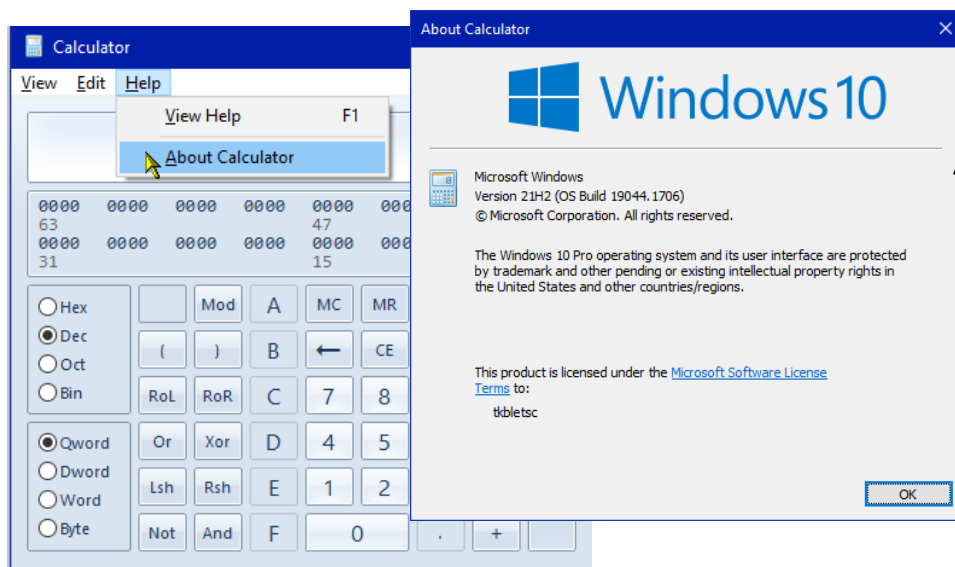 Calculator
View Edit Help
View Help F1
About Calculator
0000 0000 0000 0000 0000
63 47
0000 0000 0000 0000 0000
31 15
Hex
Dec
Oct
Bin
Qword
Dword
Word
Byte
Mod A MC MR
( ) B ← CE
RoL RoR C 7 8
Or Xor D 4 5
Lsh Rsh E 1 2
Not And F 0 . +
About Calculator
Windows 10
Microsoft Windows
Version 21H2 (OS Build 19044.1706)
© Microsoft Corporation. All rights reserved.
The Windows 10 Pro operating system and its user interface are protected
by trademark and other pending or existing intellectual property rights in
the United States and other countries/regions.
This product is licensed under the Microsoft Software License
Terms to:
tkbletsc
OK